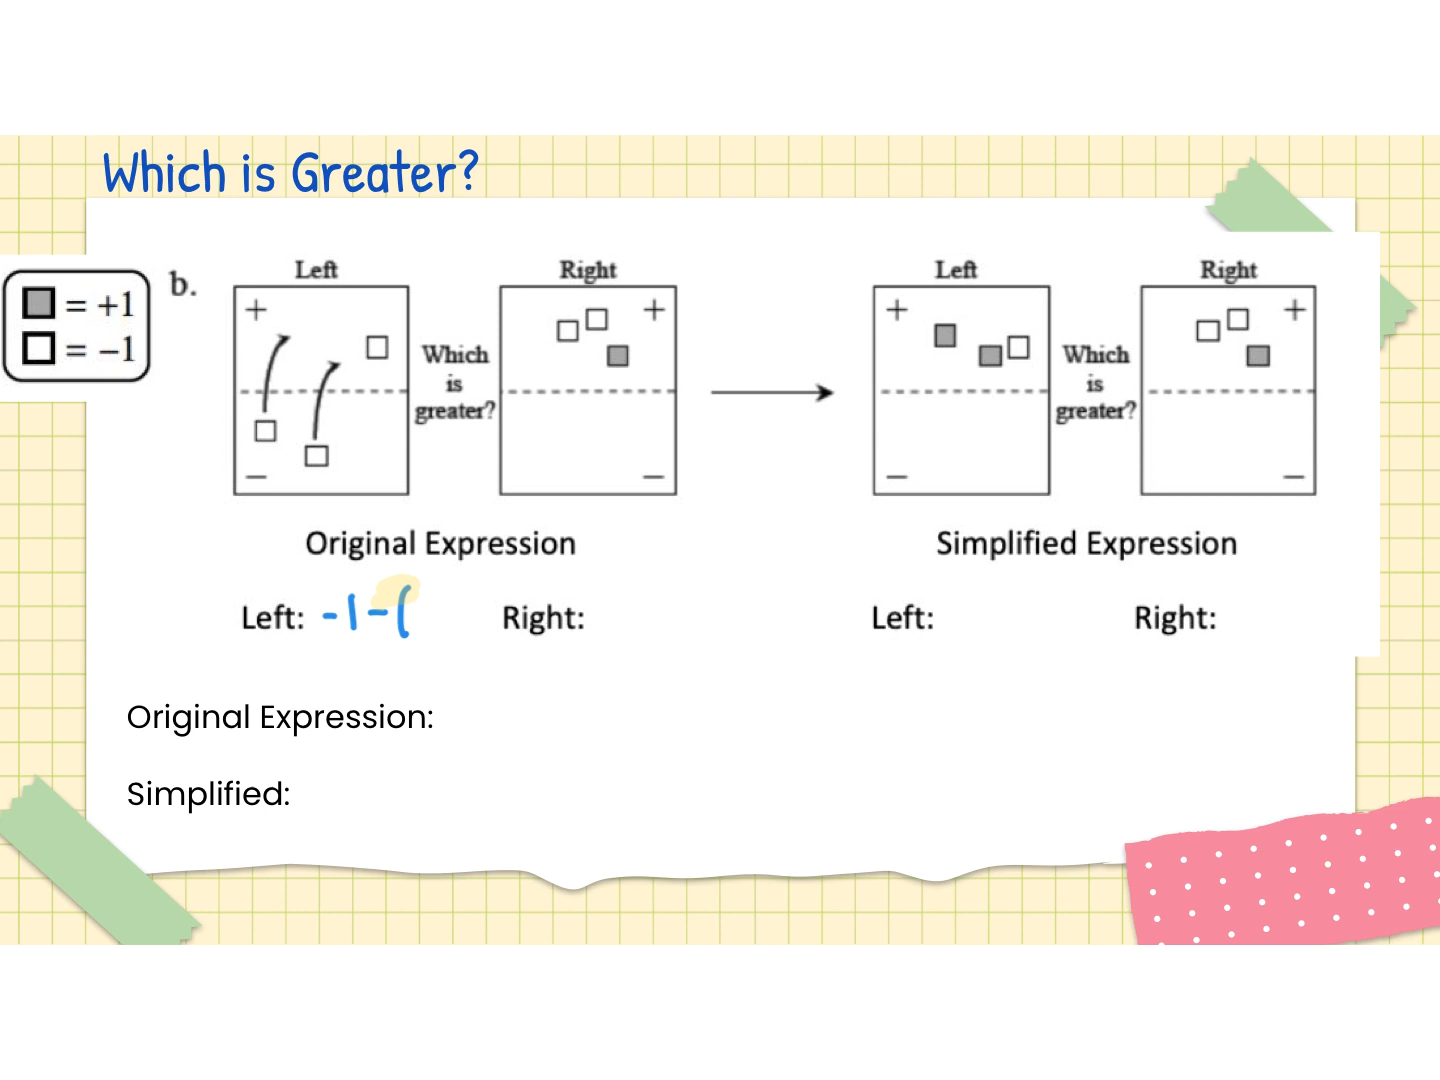 Which is Greater?
= +1
= −1
b.
Left
Right
+
+
Which
is
greater?
−
−
Left
Right
+
+
Which
is
greater?
−
−
Original Expression
Simplified Expression
Left: -1-(
Right:
Left:
Right:
Original Expression:
Simplified: